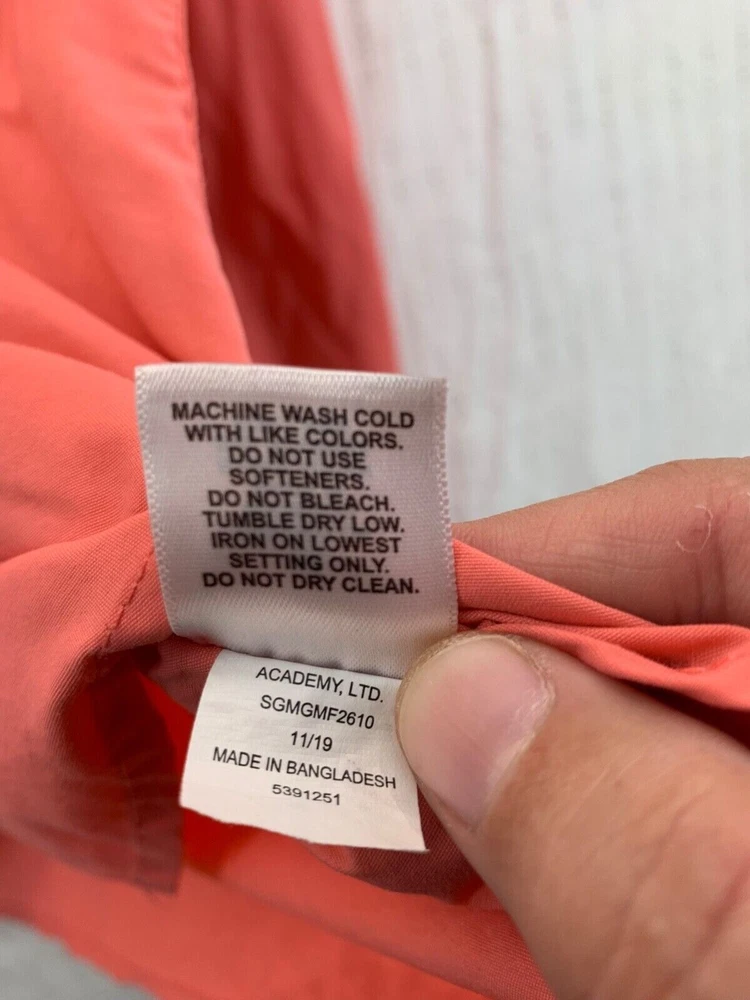 MACHINE WASH COLD
WITH LIKE COLORS.
DO NOT USE
SOFTENERS.
DO NOT BLEACH.
TUMBLE DRY LOW.
IRON ON LOWEST
SETTING ONLY.
DO NOT DRY CLEAN.
ACADEMY, LTD.
SGMGMF2610
11/19
MADE IN BANGLADESH
5391251